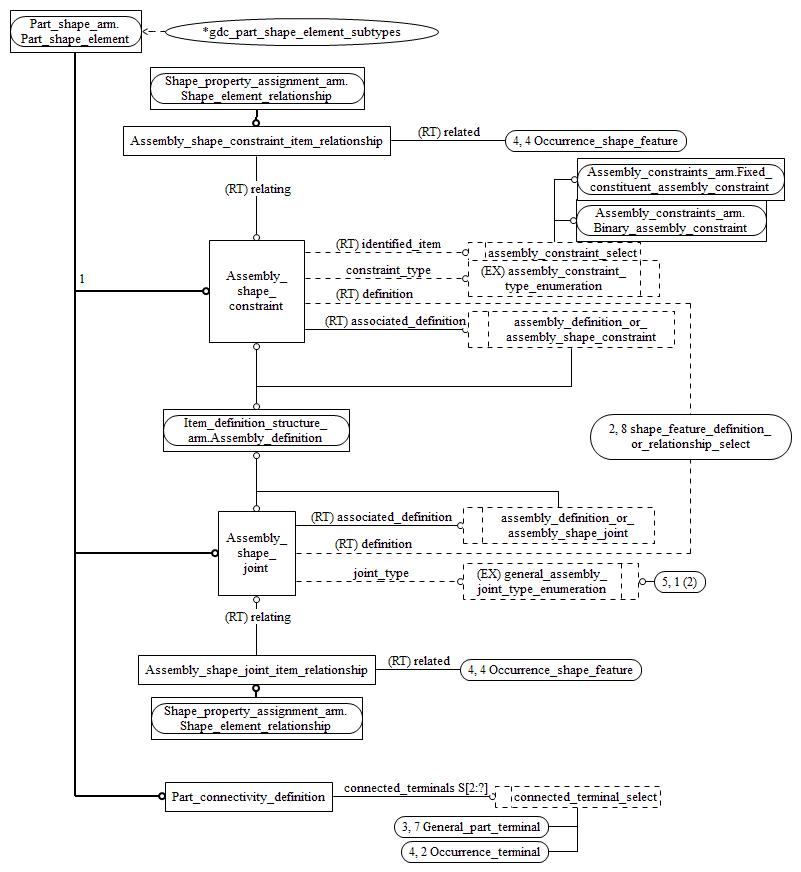 Part_shape_arm.
Part_shape_element
*gdc_part_shape_element_subtypes
Shape_property_assignment_arm.
Shape_element_relationship
Assembly_shape_constraint_item_relationship
(RT) related
4, 4 Occurrence_shape_feature
Assembly_constraints_arm.Fixed_
constituent_assembly_constraint
(RT) relating
Assembly_constraints_arm.
Binary_assembly_constraint
(RT) identified_item
assembly_constraint_select
Assembly_
shape_
constraint
constraint_type
(EX) assembly_constraint_
type_enumeration
1
(RT) definition
(RT) associated_definition
assembly_definition_or_
assembly_shape_constraint
Item_definition_structure_
arm.Assembly_definition
2, 8 shape_feature_definition_
or_relationship_select
(RT) associated_definition
assembly_definition_or_
assembly_shape_joint
Assembly_
shape_
joint
(RT) definition
joint_type
(EX) general_assembly_
joint_type_enumeration
5, 1 (2)
(RT) relating
Assembly_shape_joint_item_relationship
(RT) related
4, 4 Occurrence_shape_feature
Shape_property_assignment_arm.
Shape_element_relationship
Part_connectivity_definition
connected_terminals S[2:?]
connected_terminal_select
3, 7 General_part_terminal
4, 2 Occurrence_terminal